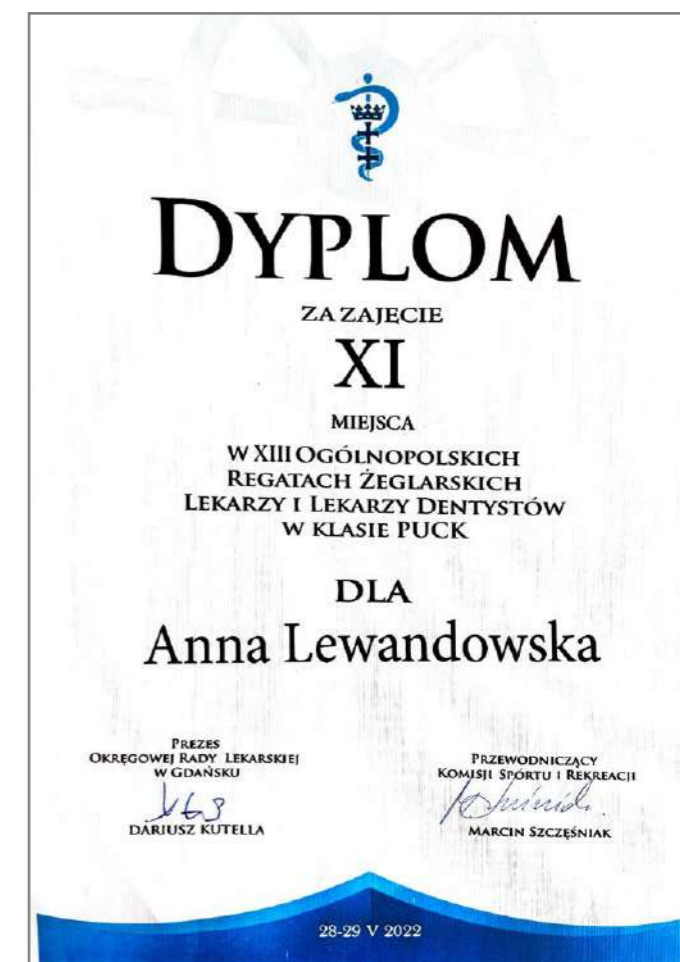 DYPLOM
ZA ZAJĘCIE
XI
MIEJSCA
W XIII OGÓLNOPOLSKICH
REGATACH ŻEGLARSKICH
LEKARZY I LEKARZY DENTYSTÓW
W KLASIE PUCK
DLA
Anna Lewandowska
PREZES
OKRĘGOWEJ RADY LEKARSKIEJ
W GDAŃSKU
DARIUSZ KUTELLA
PRZEWODNICZĄCY
KOMISJI SPORTU I REKREACJI
MARCIN SZCZĘŚNIAK
28-29 V 2022